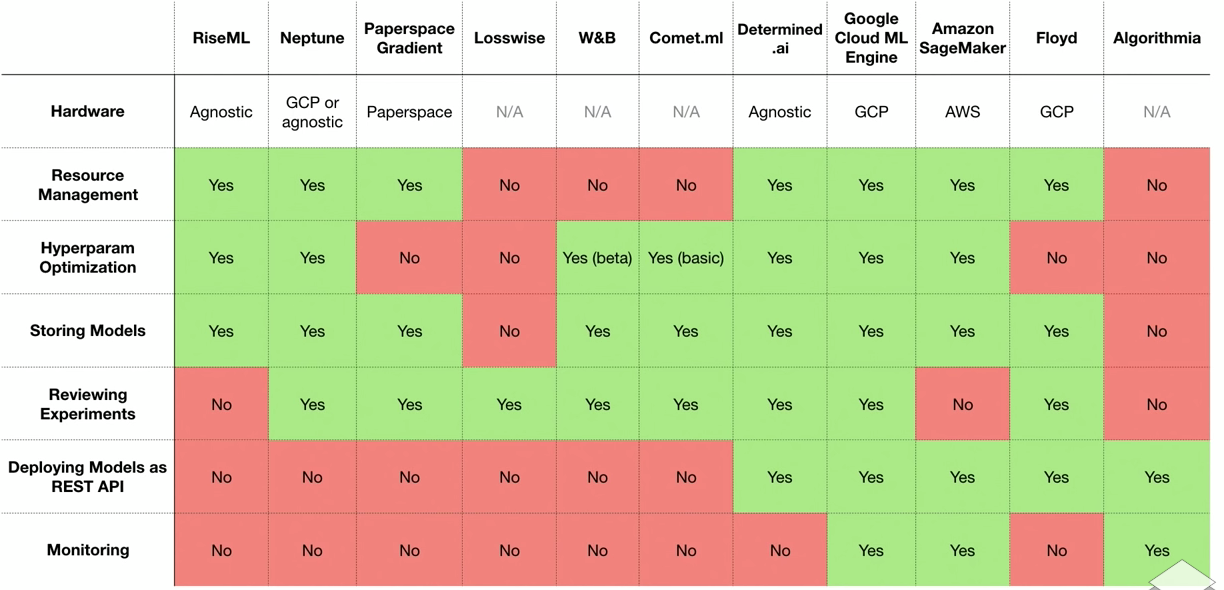 RiseML Neptune Paperspace Gradient Losswise W&B Comet.ml Determined .ai Google Cloud ML Engine Amazon SageMaker Floyd Algorithmia
Hardware Agnostic GCP or agnostic Paperspace N/A N/A N/A Agnostic GCP AWS GCP N/A
Resource Management Yes Yes Yes No No No Yes Yes Yes Yes No
Hyperparam Optimization Yes Yes No No Yes (beta) Yes (basic) Yes Yes Yes No No
Storing Models Yes Yes Yes No Yes Yes Yes Yes Yes Yes No
Reviewing Experiments No Yes Yes Yes Yes Yes Yes Yes No Yes No
Deploying Models as REST API No No No No No No Yes Yes Yes Yes Yes
Monitoring No No No No No No No Yes Yes No Yes